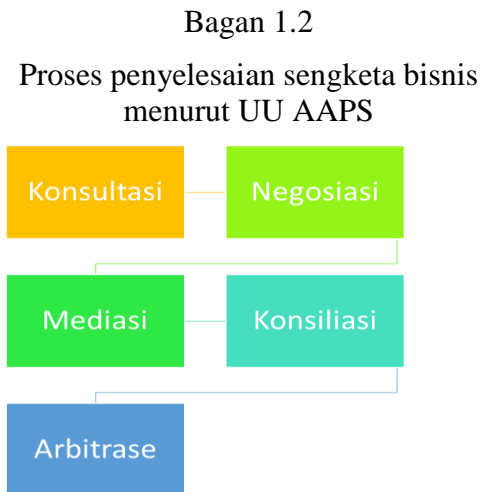 Bagan 1.2
Proses penyelesaian sengketa bisnis
menurut UU AAPS
Konsultasi
Negosiasi
Mediasi
Konsiliasi
Arbitrase